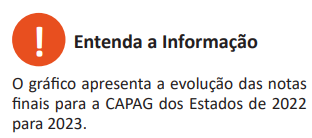 !
Entenda a Informação
O gráfico apresenta a evolução das notas
finais para a CAPAG dos Estados de 2022
para 2023.